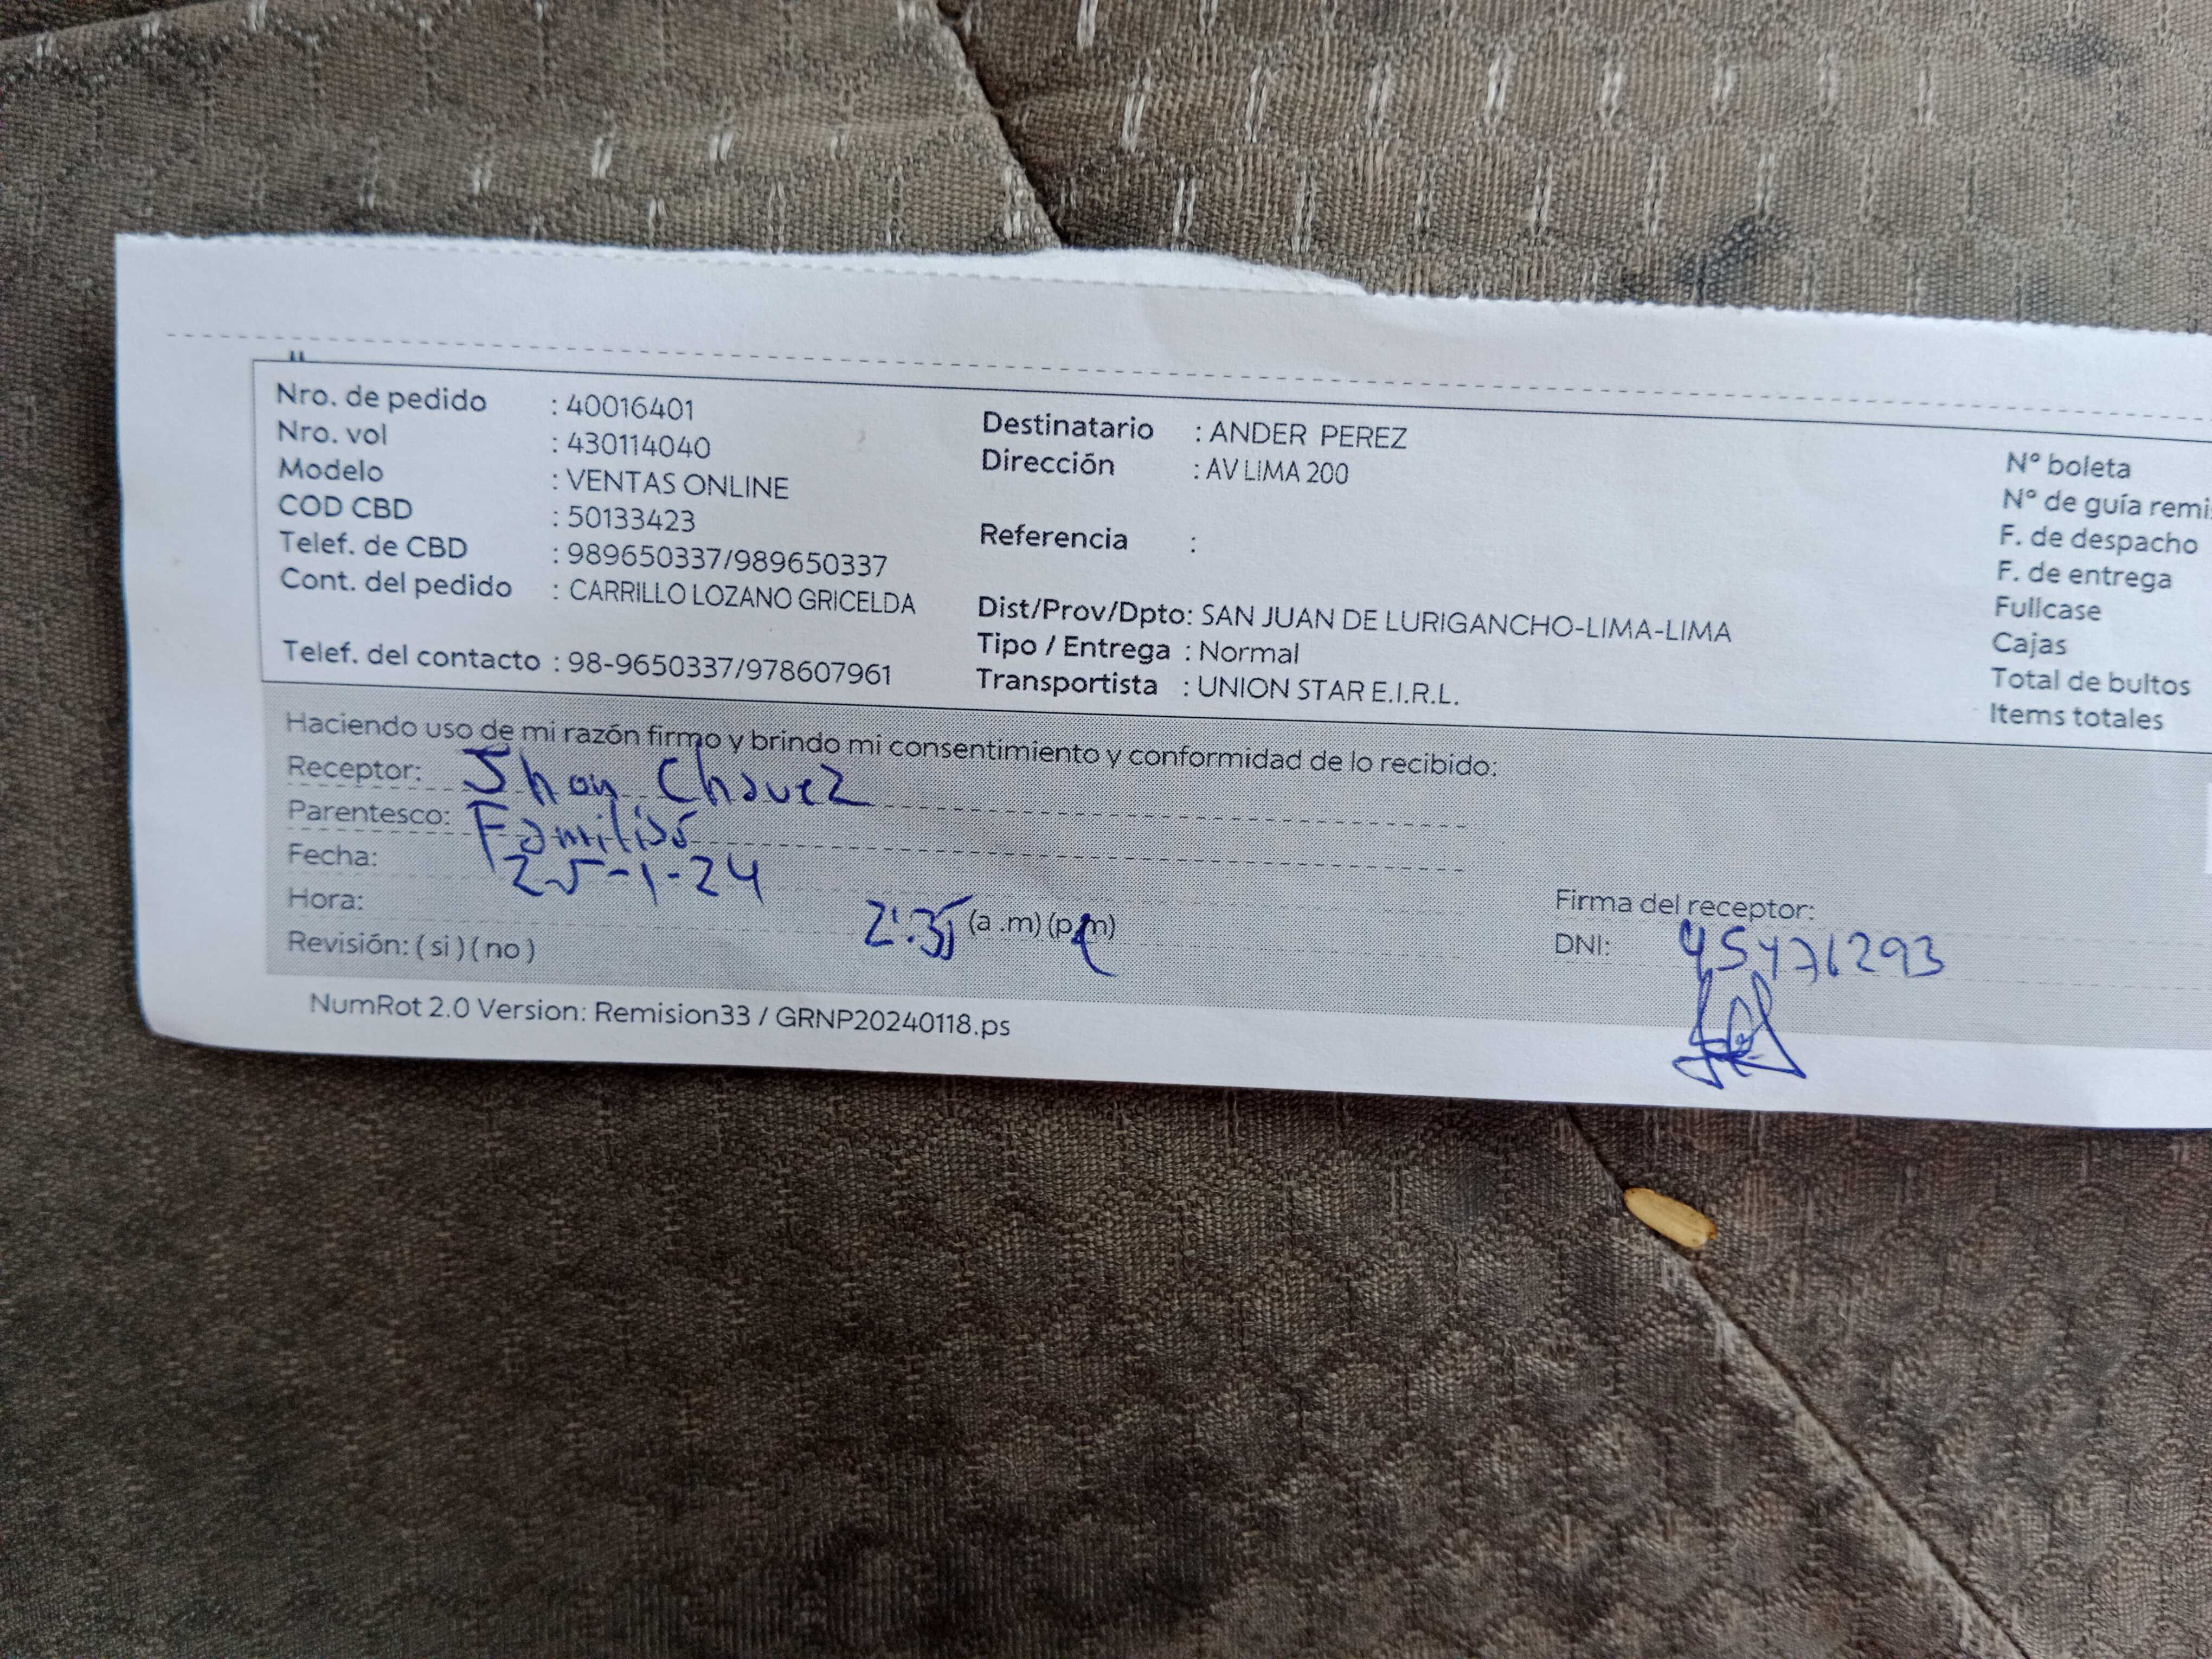 Nro. de pedido : 40016401
Nro. vol : 430114040
Modelo : VENTAS ONLINE
COD CBD : 50133423
Telef. de CBD : 989650337/989650337
Cont. del pedido : CARRILLO LOZANO GRICELDA
Telef. del contacto : 98-9650337/978607961
Destinatario : ANDER PEREZ
Dirección : AV LIMA 200
Referencia :
Dist/Prov/Dpto: SAN JUAN DE LURIGANCHO-LIMA-LIMA
Tipo / Entrega : Normal
Transportista : UNION STAR E.I.R.L.
N° boleta
N° de guía
F. de despacho
F. de entrega
Fullcase
Cajas
Total de bultos
Items totales
Haciendo uso de mi razón firmo y brindo mi consentimiento y conformidad de lo recibido:
Receptor: Jhon Chavez
Parentesco: Familiar
Fecha: 25-1-24
Hora: 2:35 (a .m) (p.m)
Revisión: ( si ) ( no )
Firma del receptor:
DNI:
NumRot 2.0 Version: Remision33 / GRNP20240118.ps